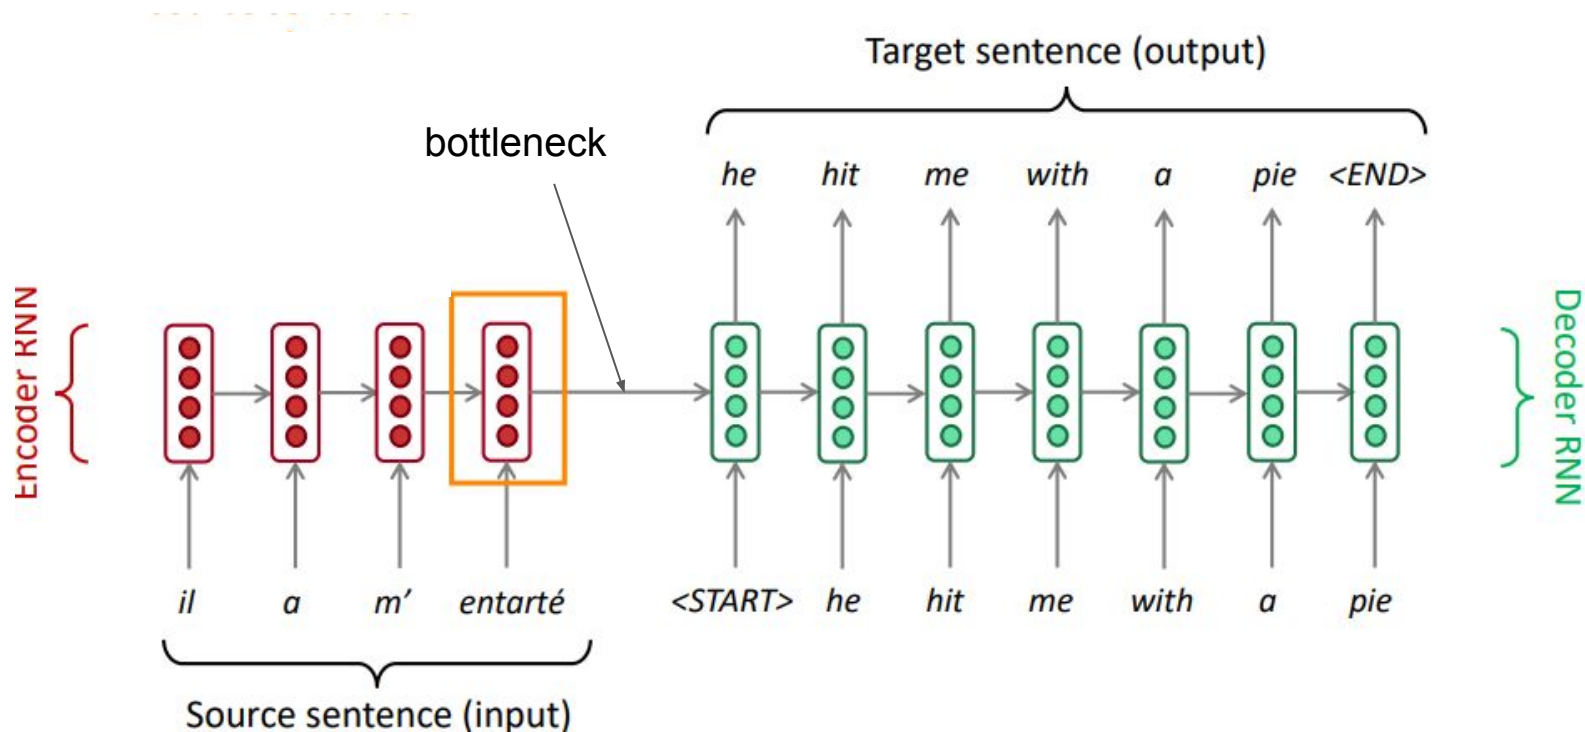 Target sentence (output)
bottleneck
he hit me with a pie <END>
Encoder RNN
Decoder RNN
il a m’ entarté <START> he hit me with a pie
Source sentence (input)